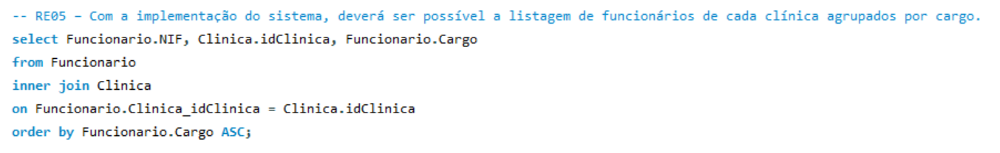 -- RE05 – Com a implementação do sistema, deverá ser possível a listagem de funcionários de cada clínica agrupados por cargo.
select Funcionario.NIF, Clinica.idClinica, Funcionario.Cargo
from Funcionario
inner join Clinica
on Funcionario.Clinica_idClinica = Clinica.idClinica
order by Funcionario.Cargo ASC;